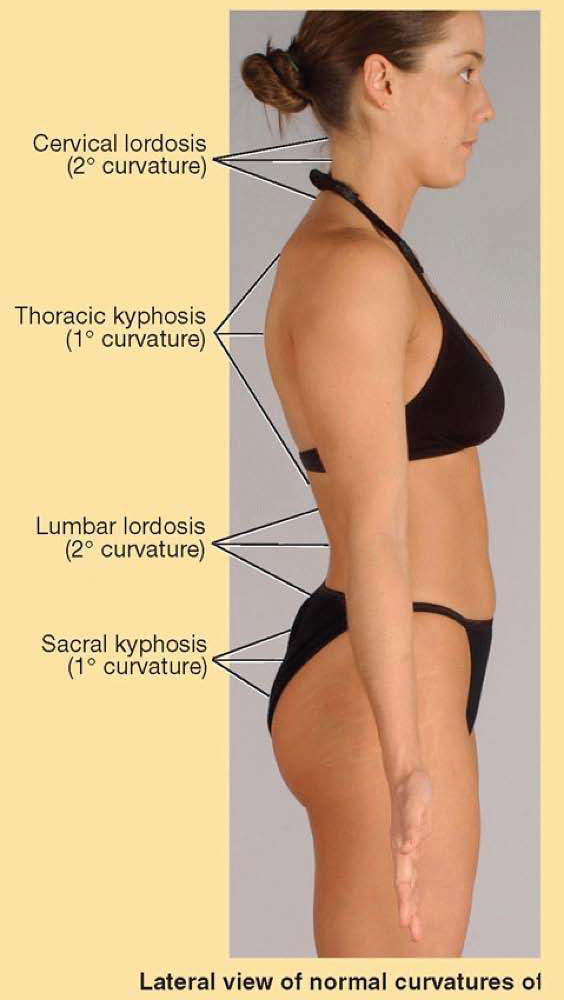 Cervical lordosis
(2° curvature)
Thoracic kyphosis
(1° curvature)
Lumbar lordosis
(2° curvature)
Sacral kyphosis
(1° curvature)
Lateral view of normal curvatures of